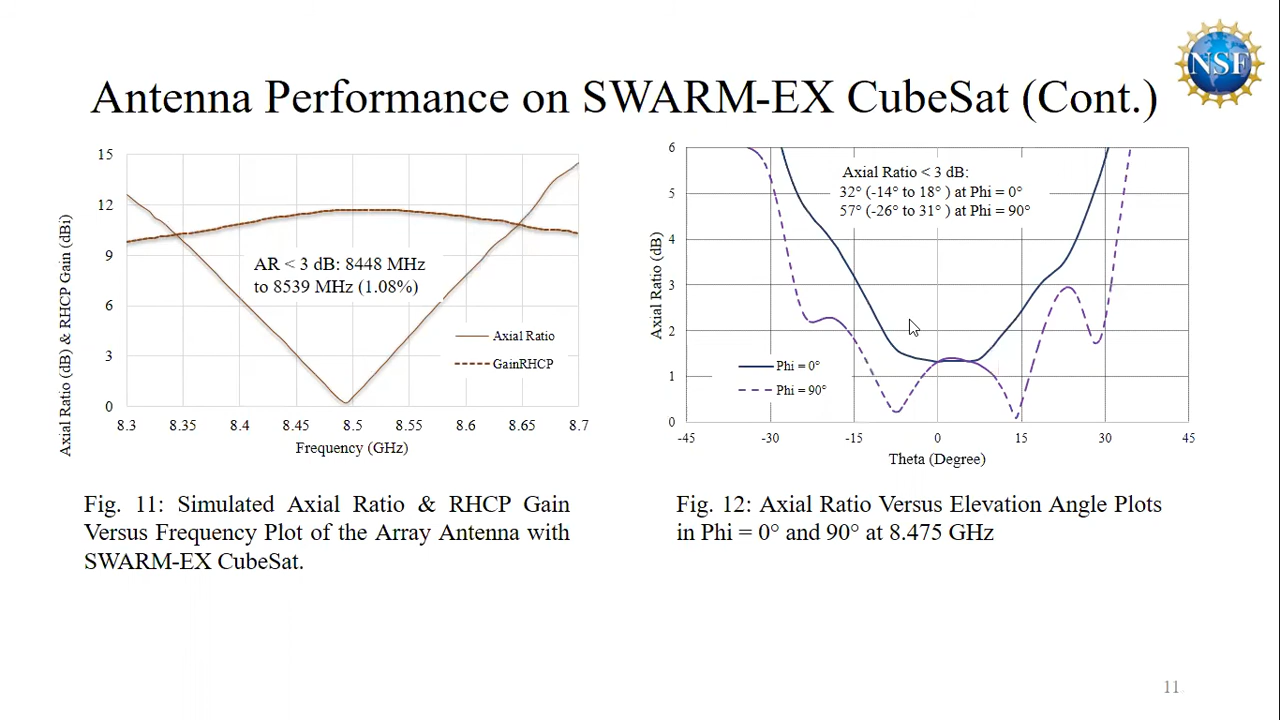 NSF
Antenna Performance on SWARM-EX CubeSat (Cont.)
Axial Ratio (dB) & RHCP Gain (dBi)
15
12
9
6
3
0
AR < 3 dB: 8448 MHz
to 8539 MHz (1.08%)
Axial Ratio
GainRHCP
8.3 8.35 8.4 8.45 8.5 8.55 8.6 8.65 8.7
Frequency (GHz)
Fig. 11: Simulated Axial Ratio & RHCP Gain
Versus Frequency Plot of the Array Antenna with
SWARM-EX CubeSat.
Axial Ratio (dB)
6
5
4
3
2
1
0
Axial Ratio < 3 dB:
32° (-14° to 18° ) at Phi = 0°
57° (-26° to 31° ) at Phi = 90°
Phi = 0°
Phi = 90°
-45 -30 -15 0 15 30 45
Theta (Degree)
Fig. 12: Axial Ratio Versus Elevation Angle Plots
in Phi = 0° and 90° at 8.475 GHz
11